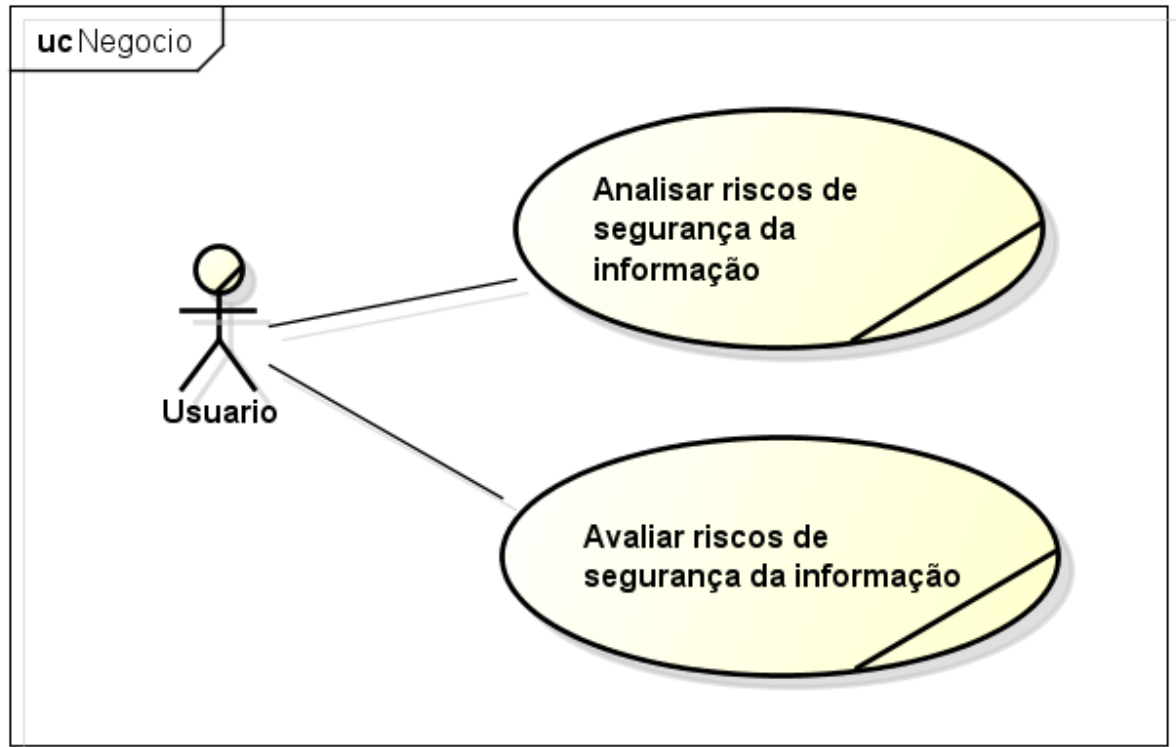 uc Negocio
Analisar riscos de
segurança da
informação
Usuario
Avaliar riscos de
segurança da informação